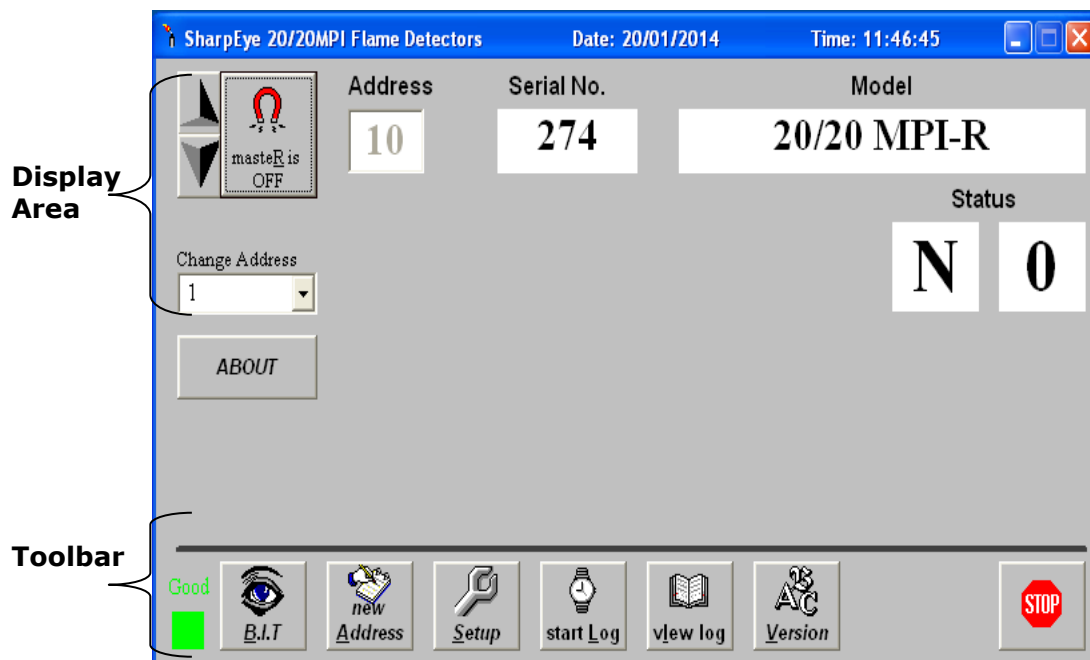 SharpEye 20/20MPI Flame Detectors Date: 20/01/2014 Time: 11:46:45
Address Serial No. Model
10 274 20/20 MPI-R
masteR is
OFF
Display
Area
Status
N 0
Change Address
1
ABOUT
Toolbar
Good
B.I.T
new
Address
Setup
start Log
vIew log
Version
STOP